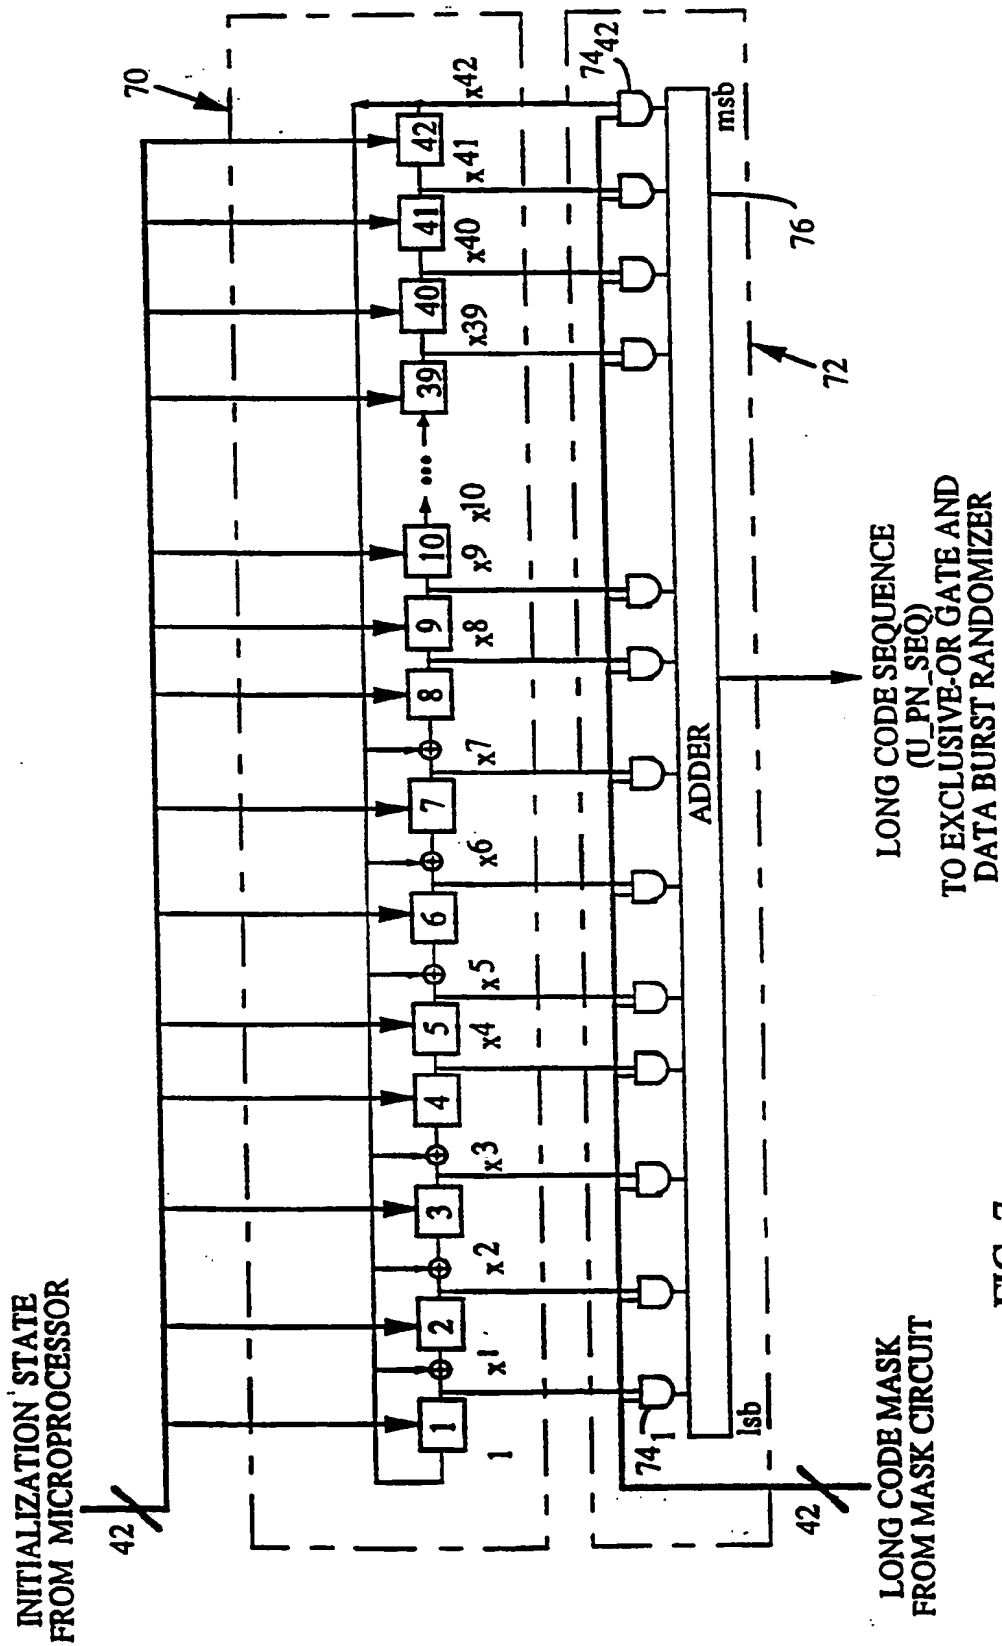 INITIALIZATION STATE
FROM MICROPROCESSOR
42
70
1 2 3 4 5 6 7 8 9 10 ••• 39 40 41 42
1 x1 x2 x3 x4 x5 x6 x7 x8 x9 x10 x39 x40 x41 x42
74 1
74 42
lsb
ADDER
msb
76
72
42
LONG CODE MASK
FROM MASK CIRCUIT
LONG CODE SEQUENCE
(U_PN_SEQ)
TO EXCLUSIVE-OR GATE AND
DATA BURST RANDOMIZER